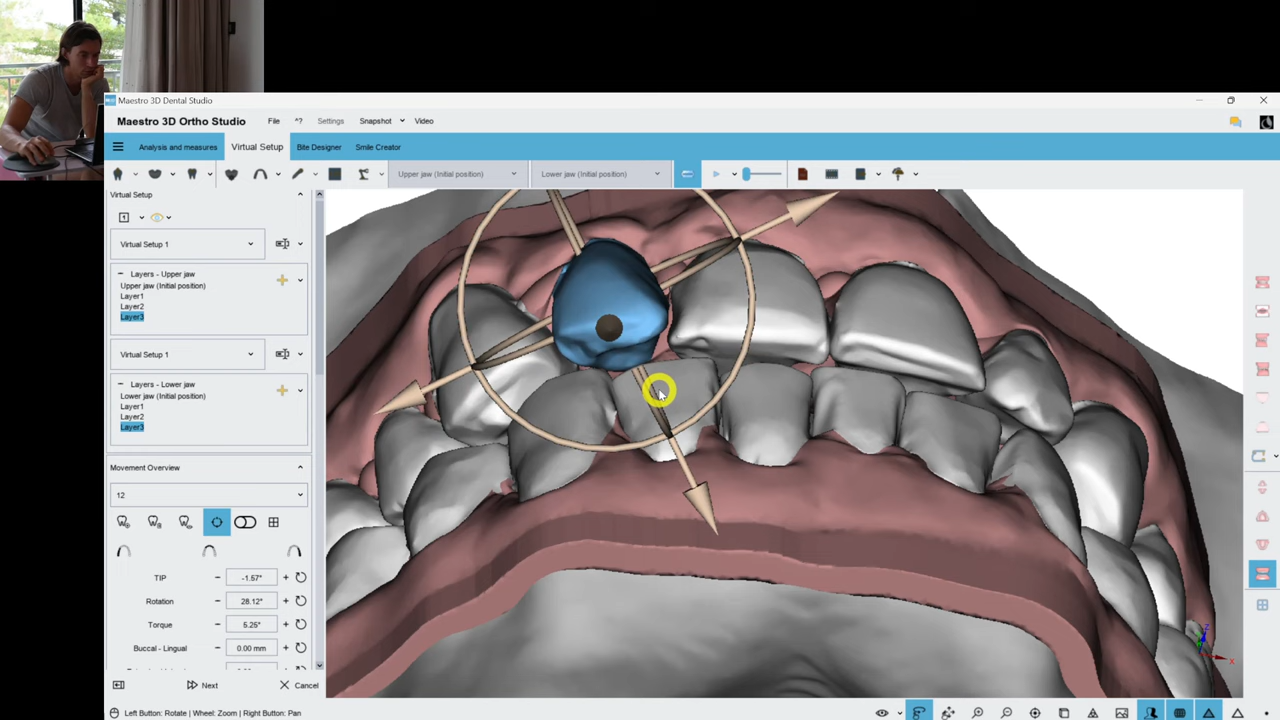 Maestro 3D Dental Studio
Maestro 3D Ortho Studio
File
^?
Settings
Snapshot
Video
Analysis and measures
Virtual Setup
Bite Designer
Smile Creator
Upper jaw (Initial position)
Lower jaw (Initial position)
Virtual Setup
1
Virtual Setup 1
Layers - Upper jaw
Upper jaw (Initial position)
Layer1
Layer2
Layer3
Virtual Setup 1
Layers - Lower jaw
Lower jaw (Initial position)
Layer1
Layer2
Layer3
Movement Overview
12
TIP - -1.57° +
Rotation - 28.12° +
Torque - 5.25° +
Buccal - Lingual - 0.00 mm +
Next
Cancel
Left Button: Rotate | Wheel: Zoom | Right Button: Pan
Z
X